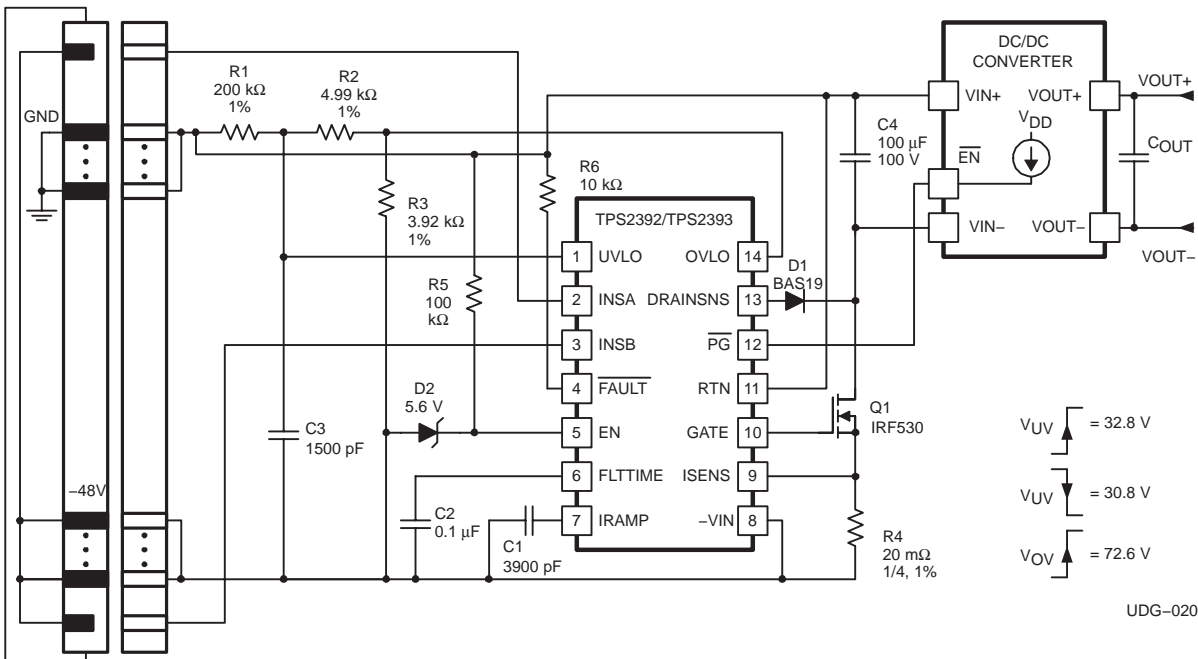 DC/DC
CONVERTER
VIN+
VOUT+
VOUT+
VDD
EN
COUT
VIN–
VOUT–
VOUT–
GND
R1
200 kΩ
1%
R2
4.99 kΩ
1%
C4
100 μF
100 V
R6
10 kΩ
R3
3.92 kΩ
1%
TPS2392/TPS2393
1
UVLO
OVLO
14
D1
BAS19
R5
100
kΩ
2
INSA
DRAINSNS
13
3
INSB
PG
12
4
FAULT
RTN
11
D2
5.6 V
5
EN
GATE
10
Q1
IRF530
C3
1500 pF
6
FLTTIME
ISENS
9
–48V
C2
0.1 μF
7
IRAMP
-VIN
8
C1
3900 pF
R4
20 mΩ
1/4, 1%
VUV = 32.8 V
VUV = 30.8 V
VOV = 72.6 V
UDG–020